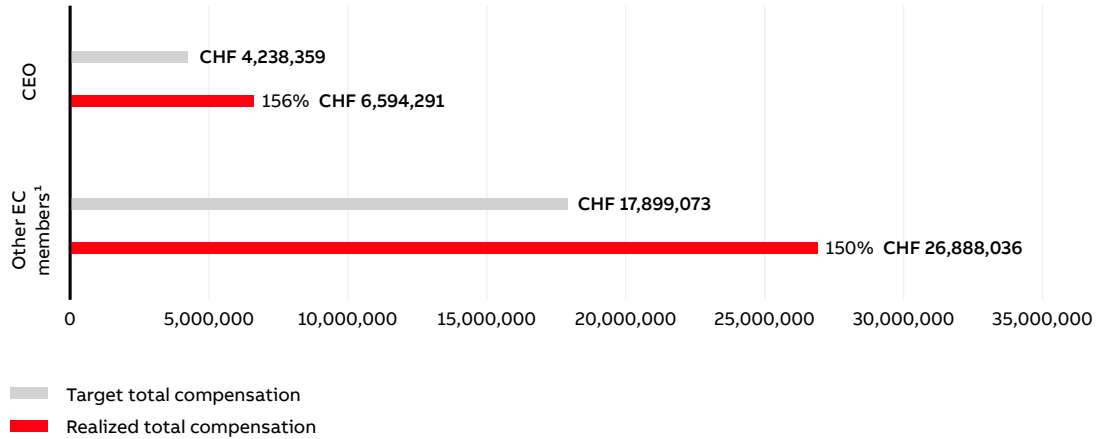 CEO
CHF 4,238,359
156% CHF 6,594,291
Other EC
members¹
CHF 17,899,073
150% CHF 26,888,036
0 5,000,000 10,000,000 15,000,000 20,000,000 25,000,000 30,000,000 35,000,000
Target total compensation
Realized total compensation